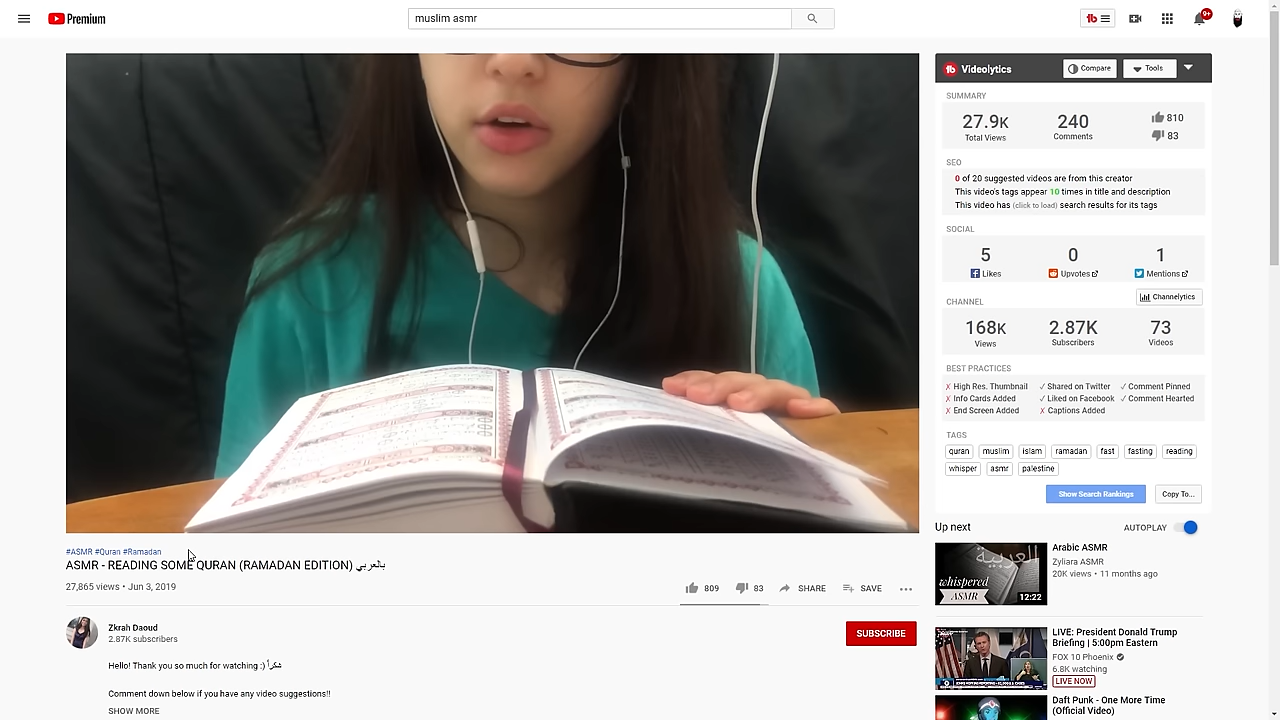 Premium
muslim asmr
9+
#ASMR #Quran #Ramadan
ASMR - READING SOME QURAN (RAMADAN EDITION) بالعربي
27,865 views • Jun 3, 2019
809
83
SHARE
SAVE
Zkrah Daoud
2.87K subscribers
SUBSCRIBE
Hello! Thank you so much for watching :) شكراً
Comment down below if you have any video suggestions!!
SHOW MORE
Videolytics
Compare
Tools
SUMMARY
27.9K
Total Views
240
Comments
810
83
SEO
0 of 20 suggested videos are from this creator
This video's tags appear 10 times in title and description
This video has (click to load) search results for its tags
SOCIAL
5
Likes
0
Upvotes
1
Mentions
CHANNEL
Channelytics
168K
Views
2.87K
Subscribers
73
Videos
BEST PRACTICES
✗ High Res. Thumbnail ✓ Shared on Twitter ✓ Comment Pinned
✗ Info Cards Added ✓ Liked on Facebook ✓ Comment Hearted
✗ End Screen Added ✗ Captions Added
TAGS
quran muslim islam ramadan fast fasting reading
whisper asmr palestine
Show Search Rankings
Copy To...
Up next
AUTOPLAY
العربية
whispered
ASMR
12:22
Arabic ASMR
Zyliara ASMR
20K views • 11 months ago
LIVE: President Donald Trump
Briefing | 5:00pm Eastern
FOX 10 Phoenix
6.8K watching
LIVE NOW
Daft Punk - One More Time
(Official Video)